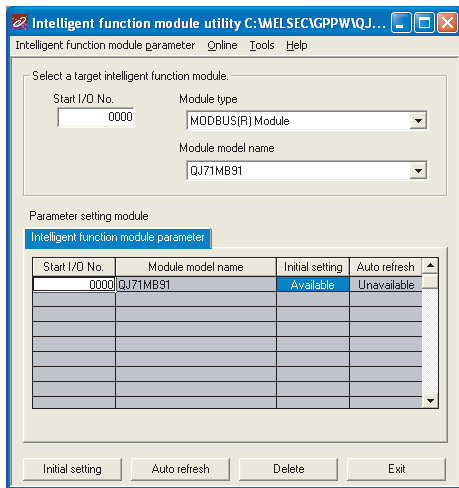 Intelligent function module utility C:\MELSEC\GPPW\QJ...
Intelligent function module parameter Online Tools Help
Select a target intelligent function module.
Start I/O No. Module type
0000 MODBUS(R) Module
Module model name
QJ71MB91
Parameter setting module
Intelligent function module parameter
Start I/O No. Module model name Initial setting Auto refresh
0000 QJ71MB91 Available Unavailable
Initial setting Auto refresh Delete Exit